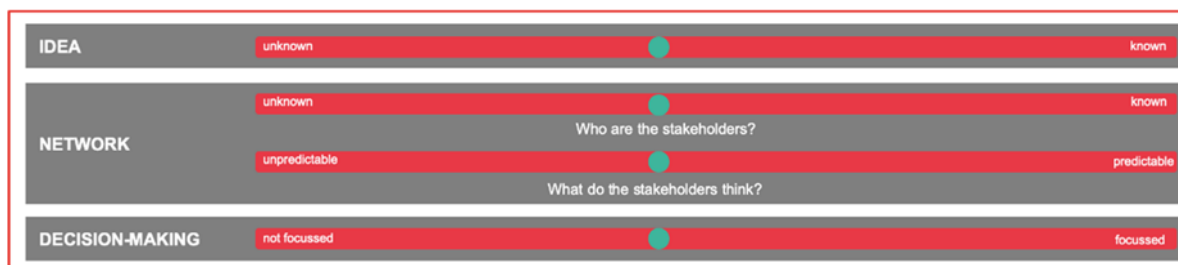 IDEA
unknown known
NETWORK
unknown known
Who are the stakeholders?
unpredictable predictable
What do the stakeholders think?
DECISION-MAKING
not focussed focussed